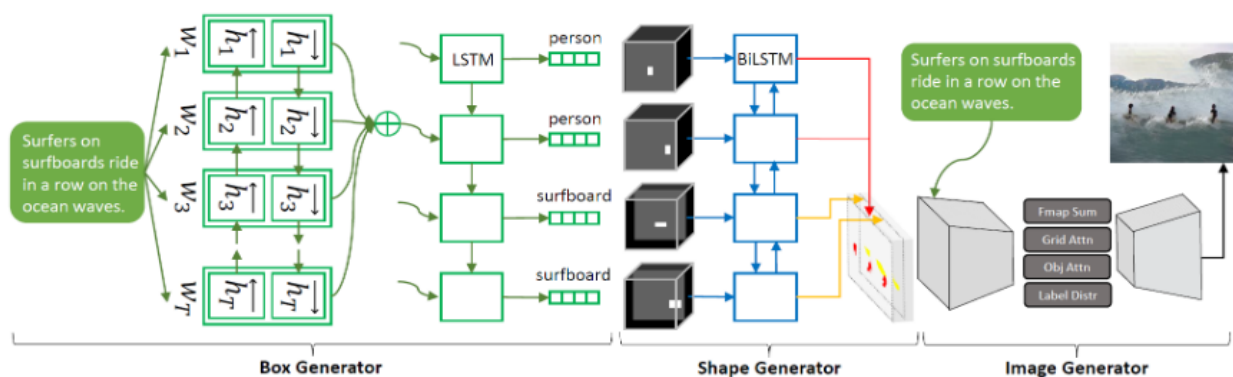 Surfers on
surfboards ride
in a row on the
ocean waves.
W1
W2
W3
WT
h1
h1
h2
h2
h3
h3
hT
hT
LSTM
person
person
surfboard
surfboard
BiLSTM
Surfers on surfboards
ride in a row on the
ocean waves.
Fmap Sum
Grid Attn
Obj Attn
Label Distr
Box Generator
Shape Generator
Image Generator